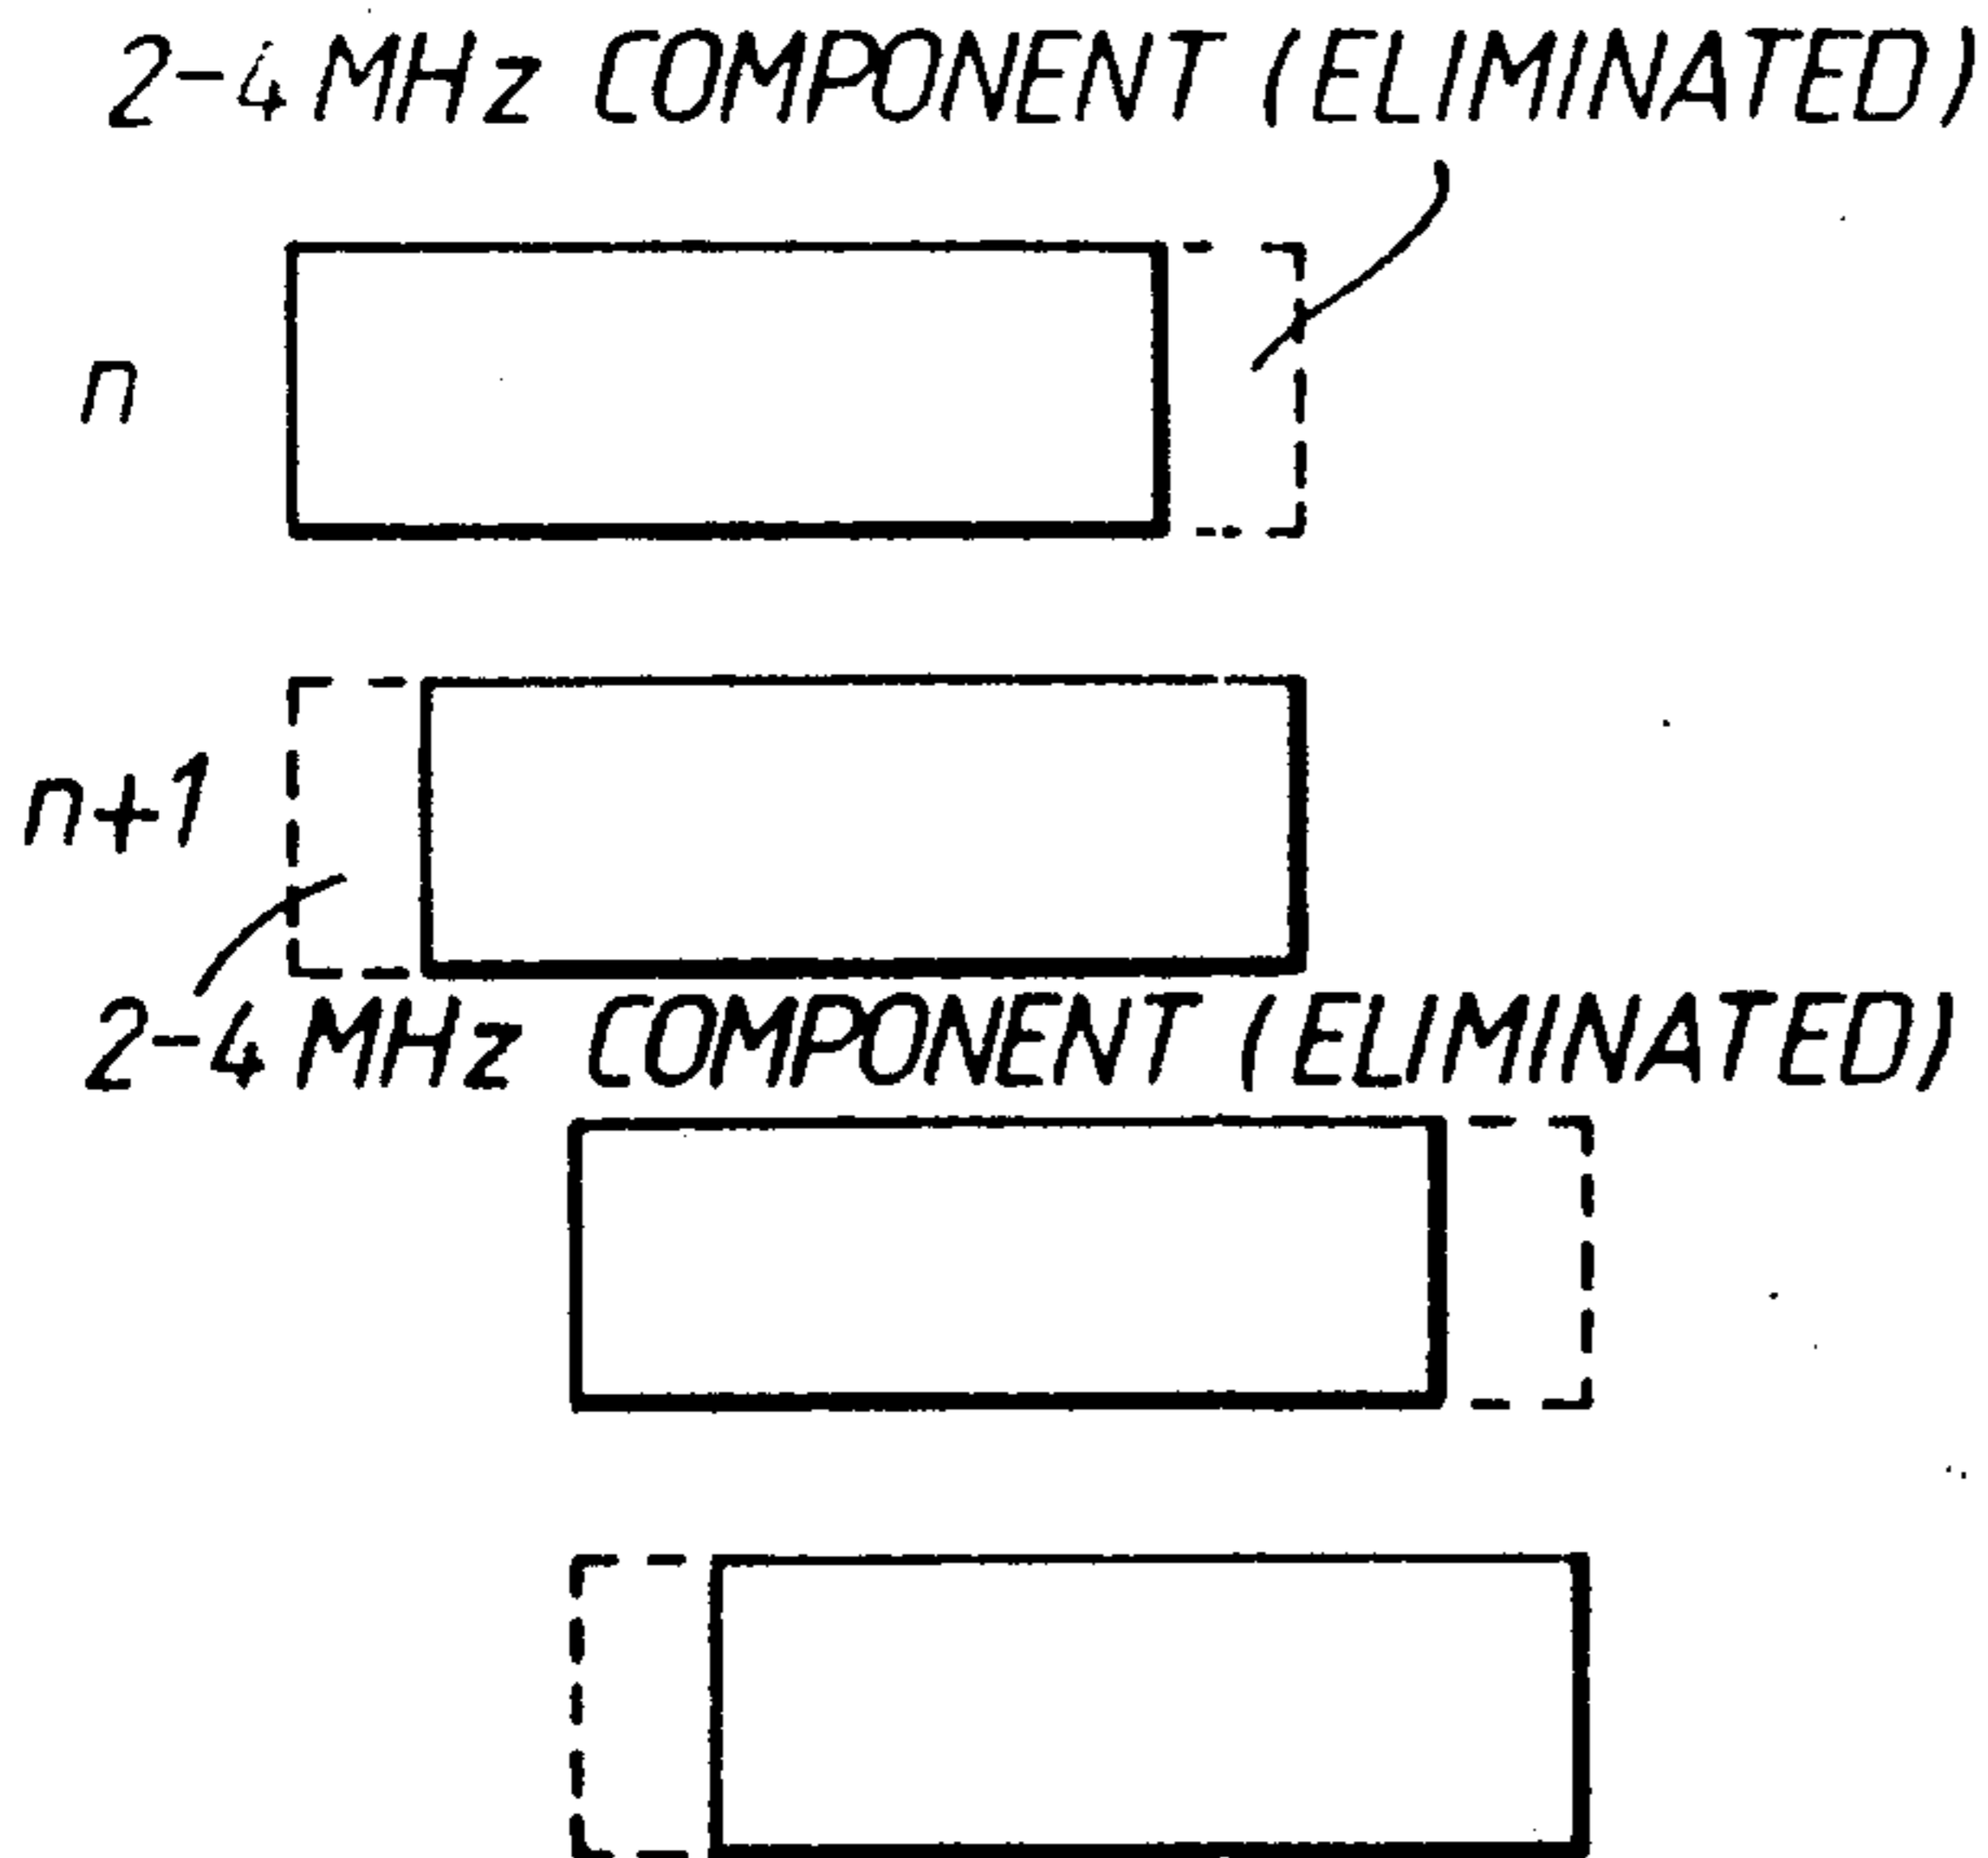 2-4 MHz COMPONENT (ELIMINATED)
n
n+1
2-4 MHz COMPONENT (ELIMINATED)